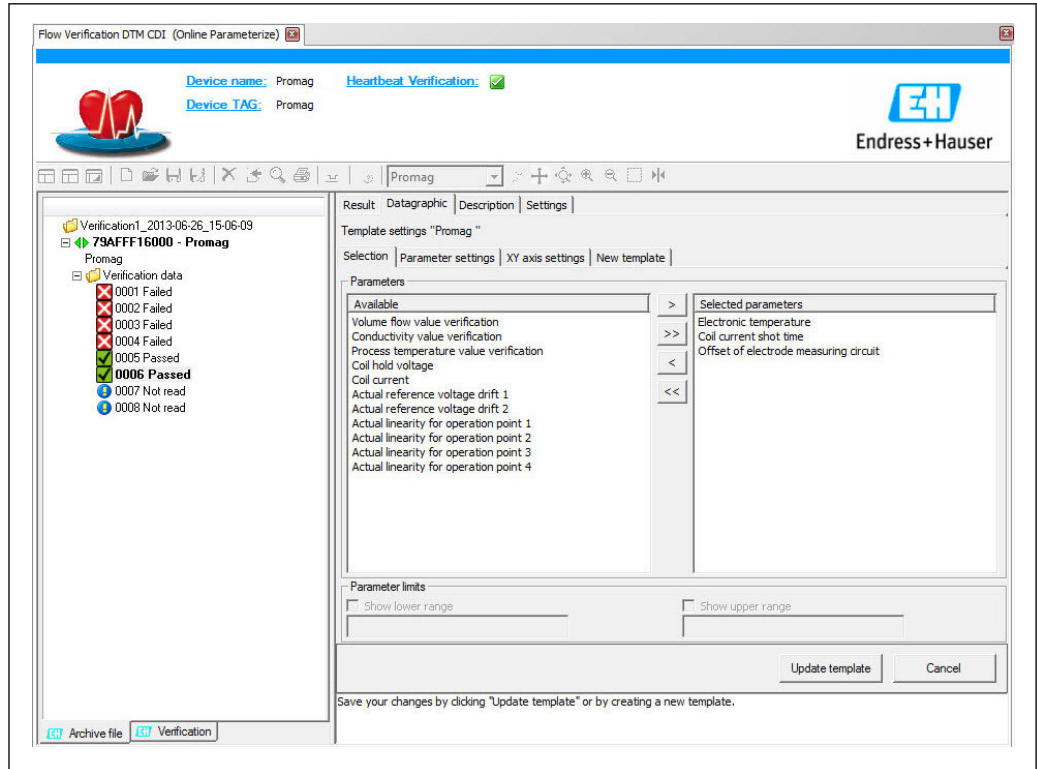 Flow Verification DTM CDI (Online Parameterize)
Device name: Promag Heartbeat Verification:
Device TAG: Promag
EH
Endress+Hauser
Promag
Verification1_2013-06-26_15-06-09
79AFFF16000 - Promag
Promag
Verification data
0001 Failed
0002 Failed
0003 Failed
0004 Failed
0005 Passed
0006 Passed
0007 Not read
0008 Not read
Archive file Verification
Result Datagraphic Description Settings
Template settings "Promag "
Selection Parameter settings XY axis settings New template
Parameters
Available
Volume flow value verification
Conductivity value verification
Process temperature value verification
Coil hold voltage
Coil current
Actual reference voltage drift 1
Actual reference voltage drift 2
Actual linearity for operation point 1
Actual linearity for operation point 2
Actual linearity for operation point 3
Actual linearity for operation point 4
>
>>
<
<<
Selected parameters
Electronic temperature
Coil current shot time
Offset of electrode measuring circuit
Parameter limits
Show lower range Show upper range
Update template Cancel
Save your changes by clicking "Update template" or by creating a new template.